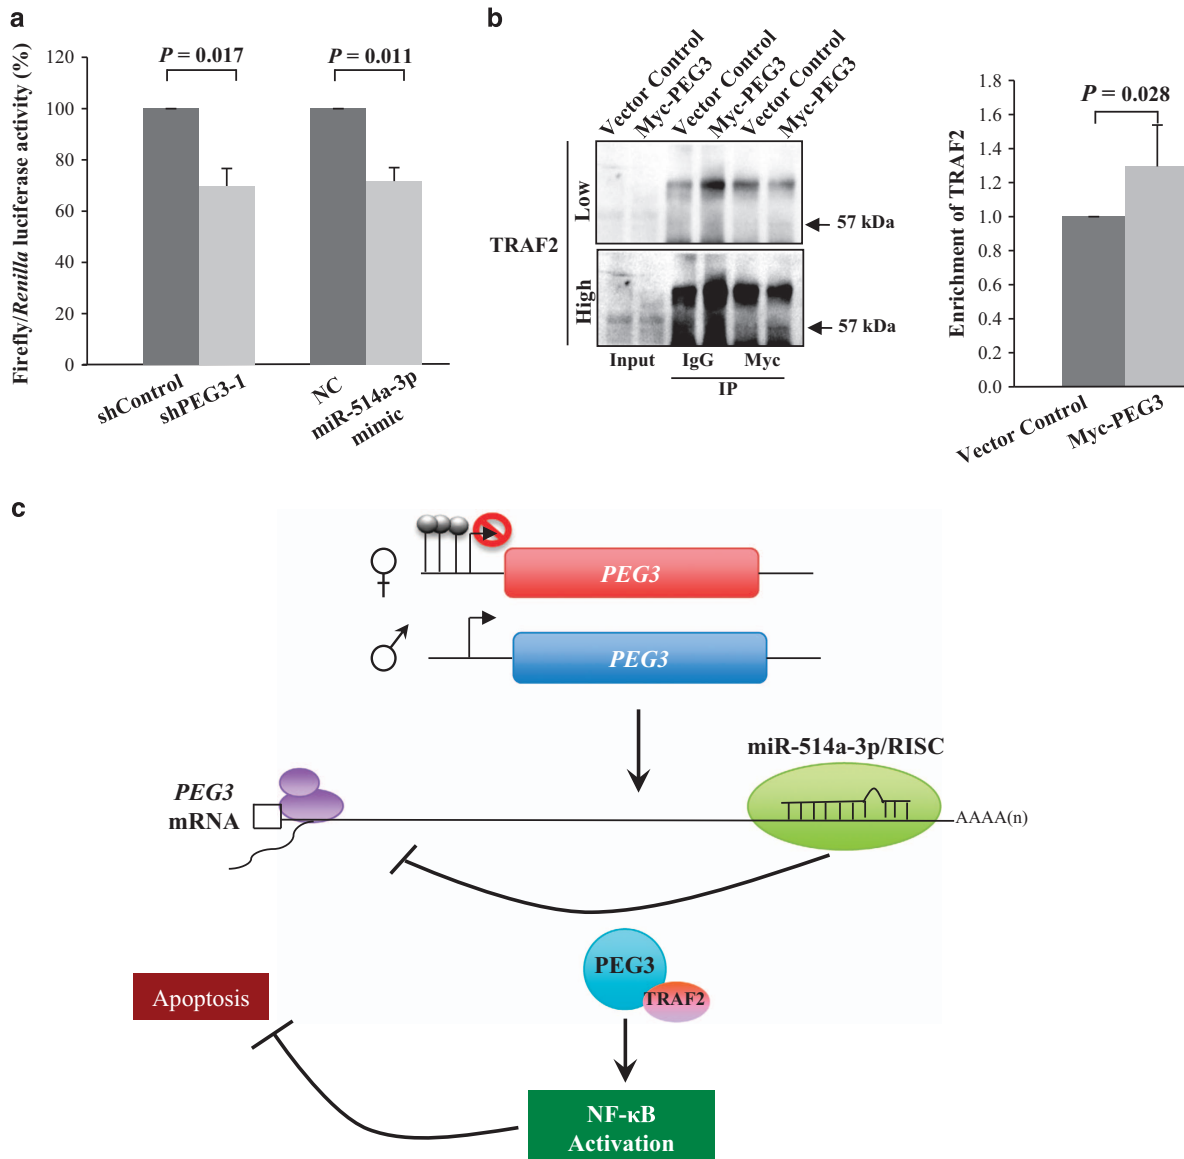 a
Firefly/Renilla luciferase activity (%)
120
100
80
60
40
20
0
P = 0.017
P = 0.011
shControl
shPEG3-1
NC
miR-514a-3p
mimic
b
Vector Control
Myc-PEG3
Vector Control
Myc-PEG3
Vector Control
Myc-PEG3
TRAF2
Low
High
57 kDa
57 kDa
Input
IgG
Myc
IP
Enrichment of TRAF2
1.8
1.6
1.4
1.2
1.0
0.8
0.6
0.4
0.2
0.0
P = 0.028
Vector Control
Myc-PEG3
c
PEG3
PEG3
miR-514a-3p/RISC
PEG3
mRNA
AAAA(n)
PEG3
TRAF2
Apoptosis
NF-κB
Activation